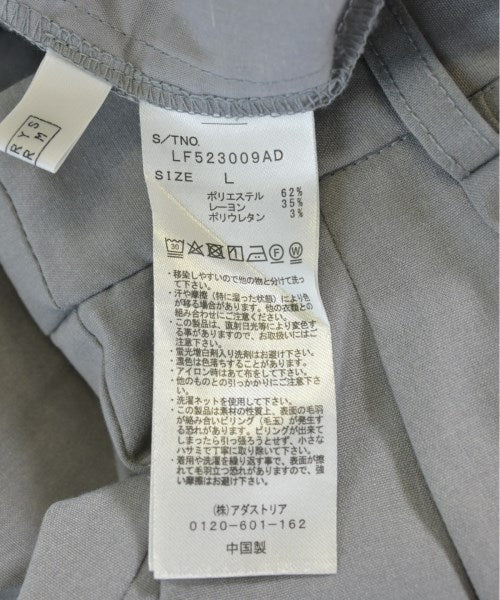 S/TNO.
LF523009AD
SIZE L
ポリエステル 62%
レーヨン 35%
ポリウレタン 3%
30 F W
・移染しやすいので他の物と分けて洗っ
て下さい。
・汗や摩擦(特に湿った状態)により色
が移る場合があります。他の衣類との
組み合わせにご注意ください。
・この製品は、直射日光等により変色す
る事がありますので、お取扱いにはご
注意下さい。
・蛍光増白剤入り洗剤はお避け下さい。
・濃色は色落ちすることがあります。
・アイロン時はあて布をして下さい。
・他のものとの引っかかりにご注意下さ
い。
・洗濯ネットを使用して下さい。
・この製品は素材の性質上、表面の毛羽
が絡み合いピリング(毛玉)が発生す
る恐れがあります。ピリングが出来て
しまったら引っ張ろうとせず、小さな
ハサミで丁寧に取り除いて下さい。
・着用や洗濯を繰り返す事で、表面が擦
れて毛羽立つ恐れがありますので、強
い摩擦はお避け下さい。
(株)アダストリア
0120-601-162
中国製
RYS
RRM